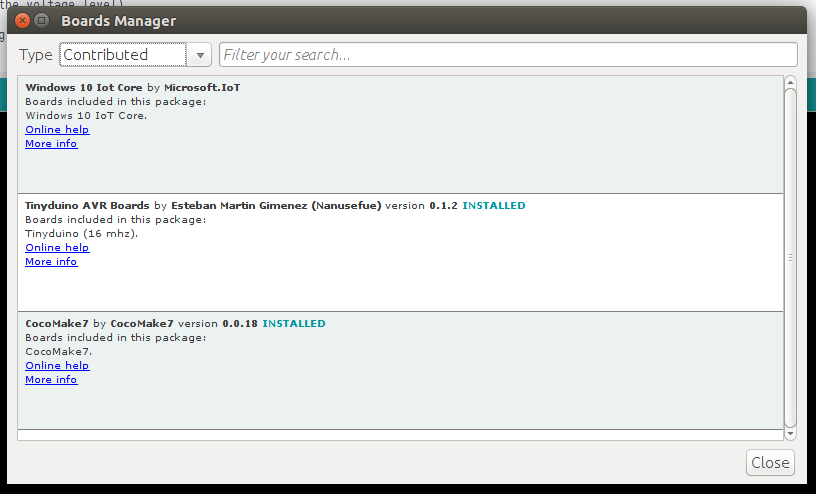 the voltage level)
Boards Manager
g
Type Contributed Filter your search...
Windows 10 Iot Core by Microsoft.IoT
Boards included in this package:
Windows 10 IoT Core.
Online help
More info
Tinyduino AVR Boards by Esteban Martin Gimenez (Nanusefue) version 0.1.2 INSTALLED
Boards included in this package:
Tinyduino (16 mhz).
Online help
More info
CocoMake7 by CocoMake7 version 0.0.18 INSTALLED
Boards included in this package:
CocoMake7.
Online help
More info
Close